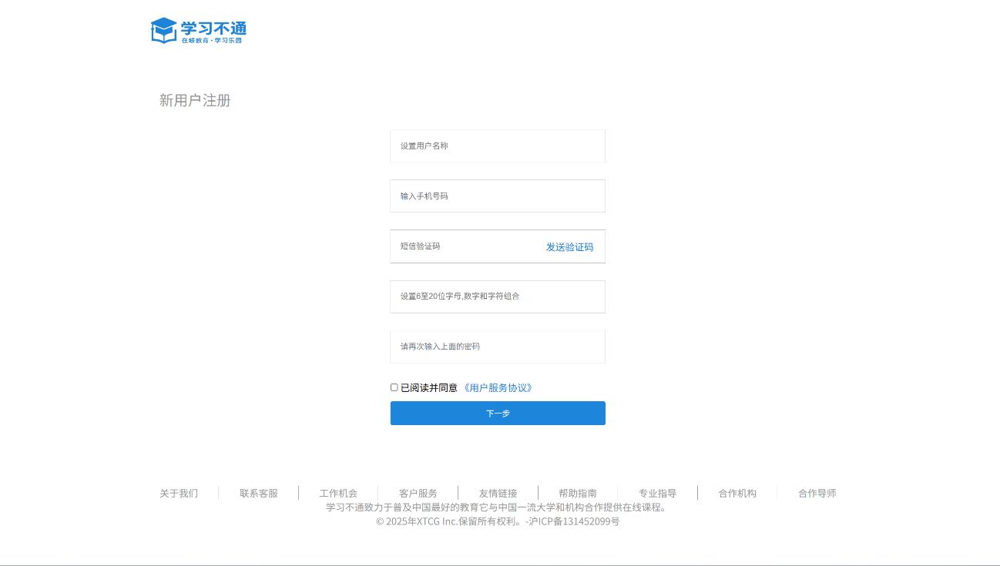 学习不通
在线教育·学习乐园
新用户注册
设置用户名称
输入手机号码
短信验证码 发送验证码
设置6至20位字母,数字和字符组合
请再次输入上面的密码
已阅读并同意 《用户服务协议》
下一步
关于我们 联系客服 工作机会 客户服务 友情链接 帮助指南 专业指导 合作机构 合作导师
学习不通致力于普及中国最好的教育它与中国一流大学和机构合作提供在线课程。
© 2025年XTCG Inc.保留所有权利。-沪ICP备131452099号